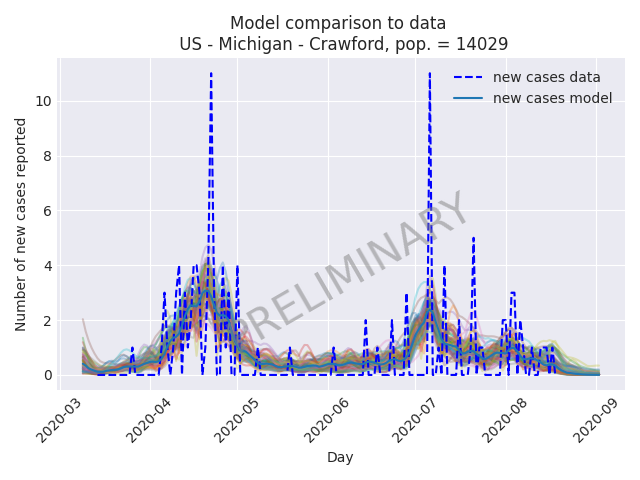 Model comparison to data
US - Michigan - Crawford, pop. = 14029
new cases data
new cases model
10
8
6
4
2
0
Number of new cases reported
PRELIMINARY
2020-03
2020-04
2020-05
2020-06
2020-07
2020-08
2020-09
Day